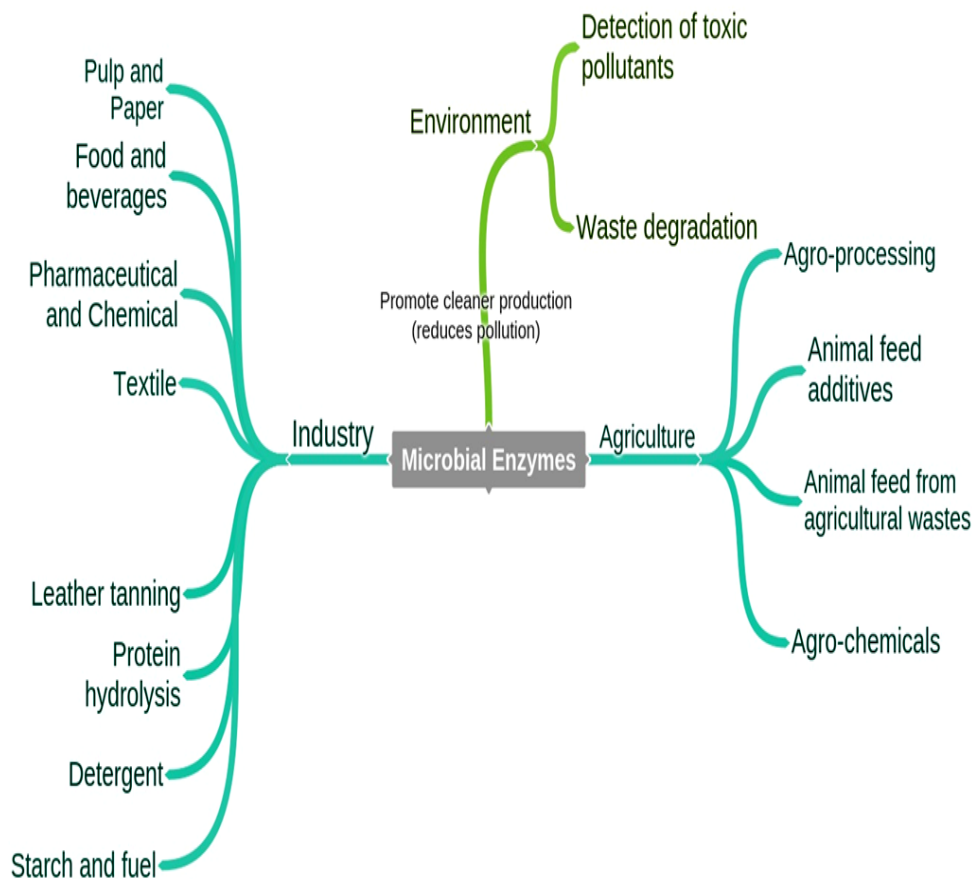 Detection of toxic
pollutants
Environment
Waste degradation
Promote cleaner production
(reduces pollution)
Pulp and
Paper
Food and
beverages
Pharmaceutical
and Chemical
Textile
Industry
Leather tanning
Protein
hydrolysis
Detergent
Starch and fuel
Microbial Enzymes
Agriculture
Agro-processing
Animal feed
additives
Animal feed from
agricultural wastes
Agro-chemicals